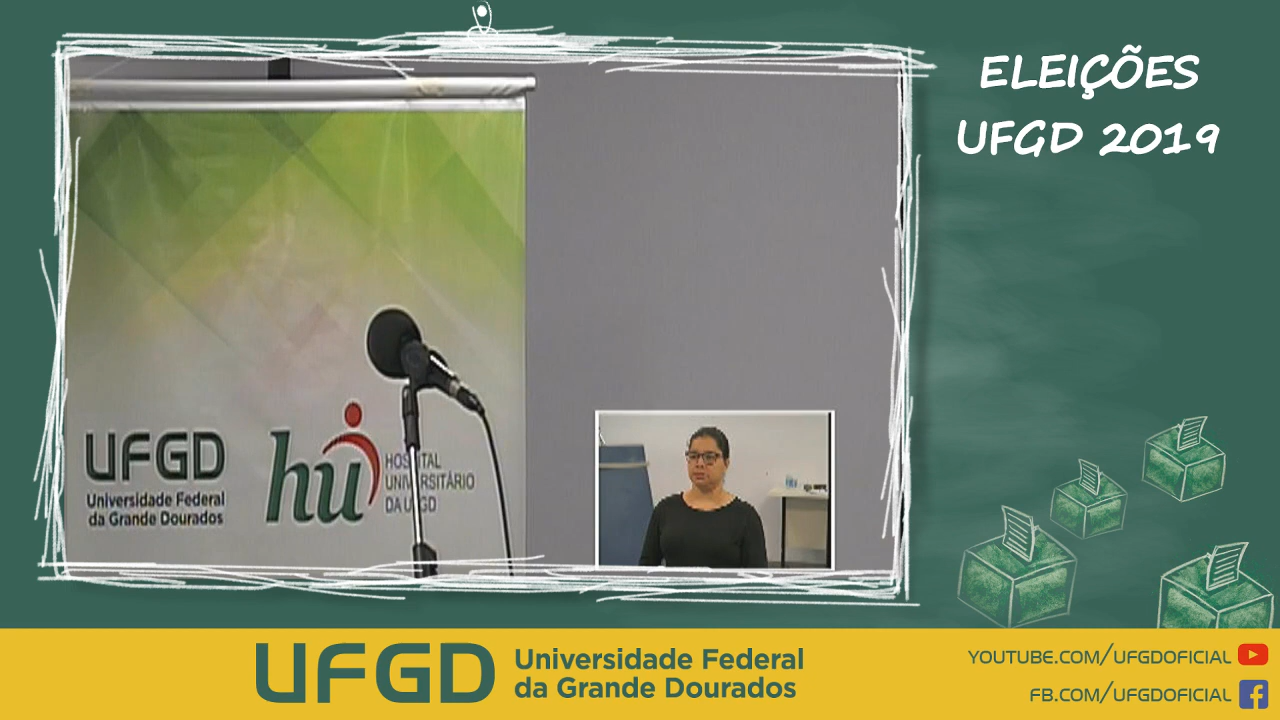 ELEIÇÕES
UFGD 2019
UFGD
Universidade Federal
da Grande Dourados
hu
HOSPITAL
UNIVERSITÁRIO
DA UFGD
UFGD
Universidade Federal
da Grande Dourados
YOUTUBE.COM/UFGDOFICIAL
FB.COM/UFGDOFICIAL